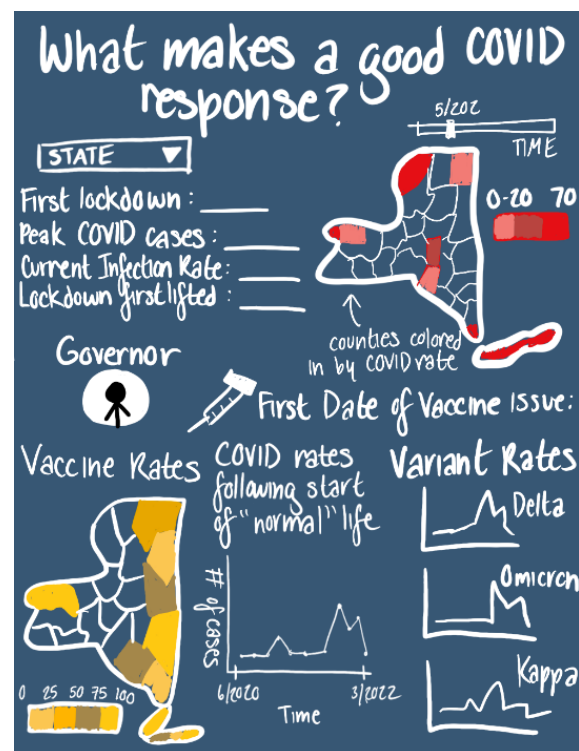 What makes a good COVID
response?
5/202
TIME
STATE
First lockdown:
Peak COVID cases:
Current Infection Rate:
Lockdown first lifted:
0-20 70
counties colored
in by COVID rate
Governor
First Date of Vaccine Issue:
Vaccine Rates
COVID rates
following start
of "normal" life
Variant Rates
Delta
Omicron
Kappa
# of cases
6/2020
3/2022
Time
0 25 50 75 100